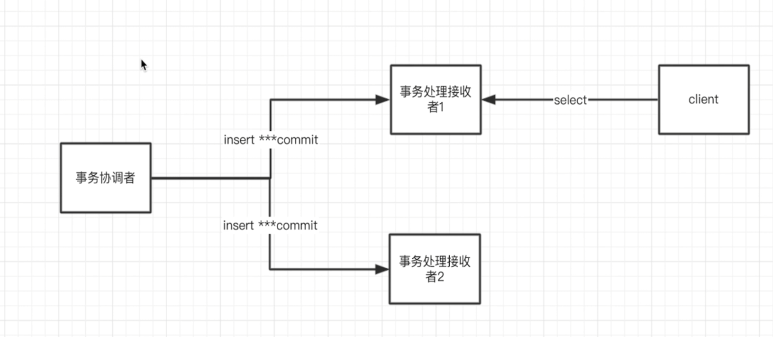 事务处理接收
者1
select
client
insert ***commit
事务协调者
insert ***commit
事务处理接收
者2